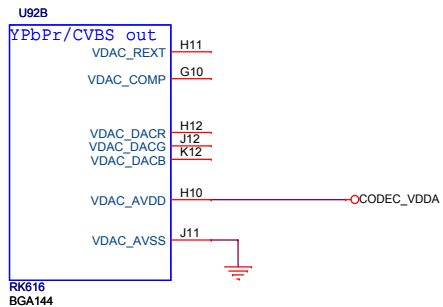 U92B
YPbPr/CVBS out
VDAC_REXT H11
VDAC_COMP G10
VDAC_DACR H12
VDAC_DACG J12
VDAC_DACB K12
VDAC_AVDD H10 CODEC_VDDA
VDAC_AVSS J11
RK616
BGA144